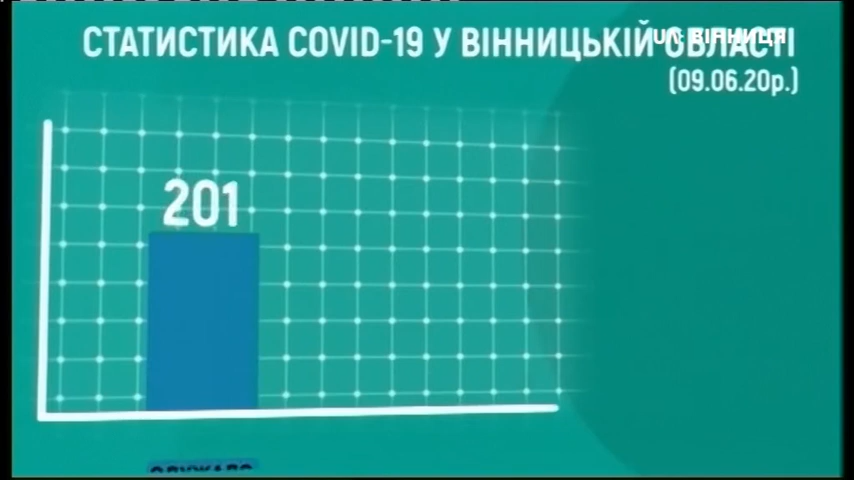 СТАТИСТИКА COVID-19 У ВІННИЦЬКІЙ ОБЛАСТІ
UA: ВІННИЦЯ
(09.06.20р.)
201